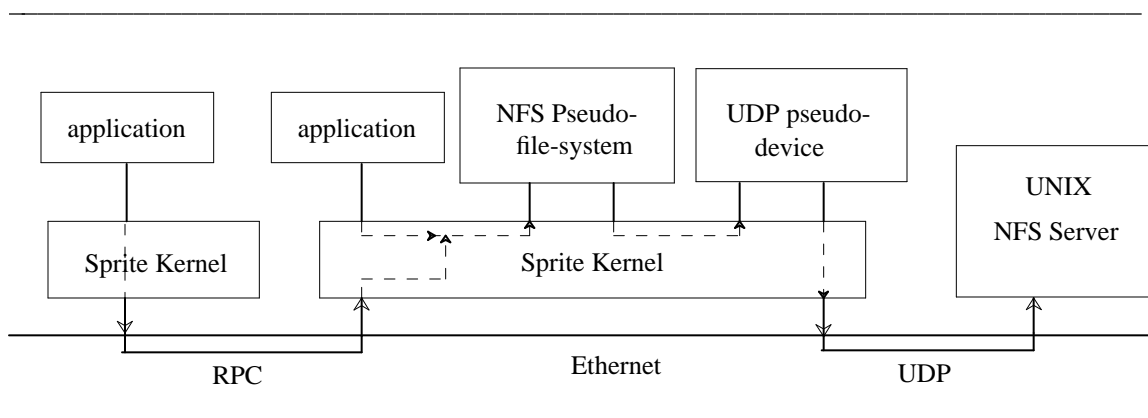 application
application
NFS Pseudo-
file-system
UDP pseudo-
device
UNIX
NFS Server
Sprite Kernel
Sprite Kernel
RPC
Ethernet
UDP